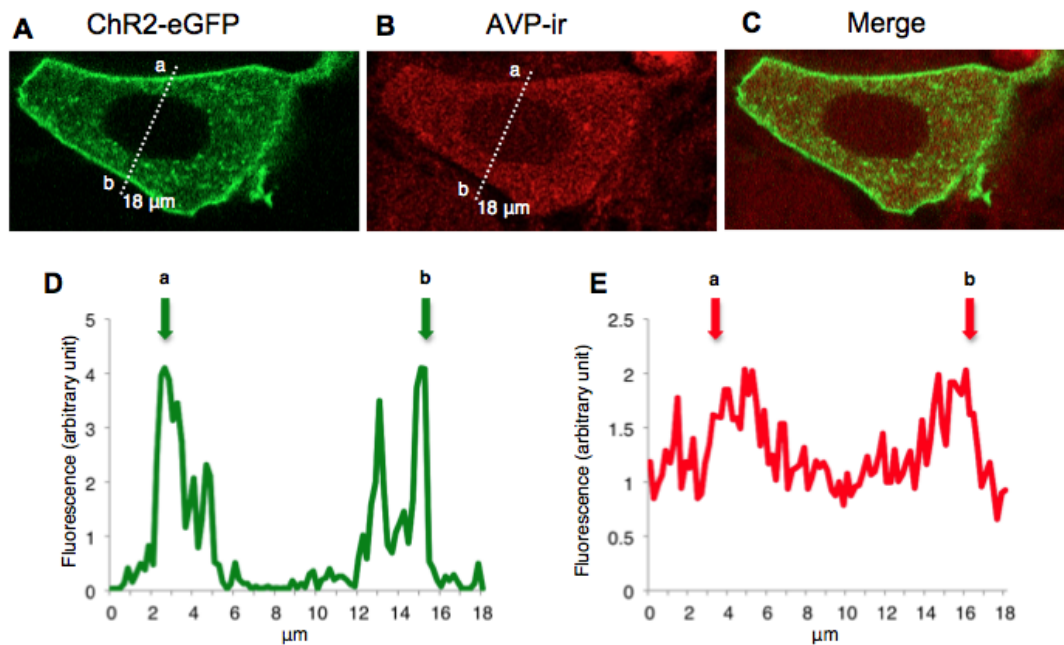 A ChR2-eGFP
B AVP-ir
C Merge
a
b
18 µm
a
b
18 µm
D
a
b
Fluorescence (arbitrary unit)
5
4
3
2
1
0
0 2 4 6 8 10 12 14 16 18
µm
E
a
b
Fluorescence (arbitrary unit)
2.5
2
1.5
1
0.5
0
0 2 4 6 8 10 12 14 16 18
µm